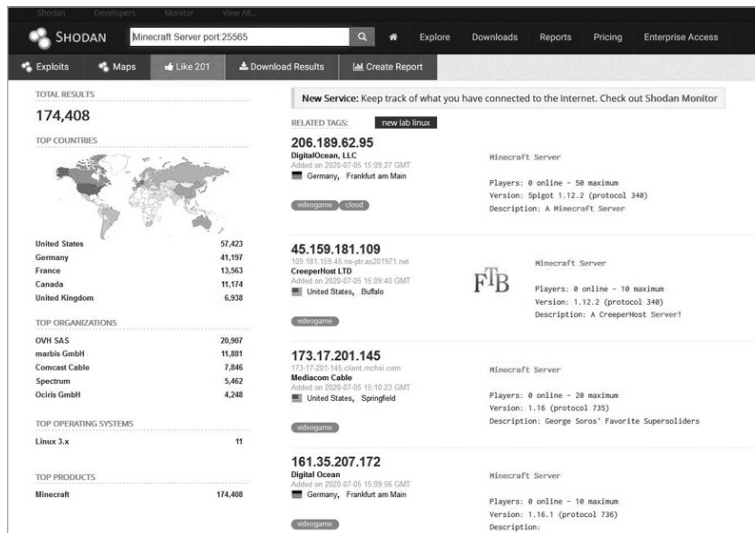 Shodan Developers Monitor View All...
SHODAN Minecraft Server port:25565 Explore Downloads Reports Pricing Enterprise Access
Exploits Maps Like 201 Download Results Create Report
TOTAL RESULTS
174,408
TOP COUNTRIES
United States 57,423
Germany 41,197
France 13,563
Canada 11,174
United Kingdom 6,938
TOP ORGANIZATIONS
OVH SAS 20,907
marbis GmbH 11,881
Comcast Cable 7,846
Spectrum 5,462
Ociris GmbH 4,248
TOP OPERATING SYSTEMS
Linux 3.x 11
TOP PRODUCTS
Minecraft 174,408
New Service: Keep track of what you have connected to the Internet. Check out Shodan Monitor
RELATED TAGS: new lab linux
206.189.62.95
DigitalOcean, LLC
Added on 2020-07-05 15:09:27 GMT
Germany, Frankfurt am Main
videogame cloud
Minecraft Server
Players: 0 online - 50 maximum
Version: Spigot 1.12.2 (protocol 340)
Description: A Minecraft Server
45.159.181.109
109.181.159.45.no-ptr.as201971.net
CreeperHost LTD
Added on 2020-07-05 15:09:40 GMT
United States, Buffalo
videogame
FTB
Minecraft Server
Players: 0 online - 10 maximum
Version: 1.12.2 (protocol 340)
Description: A CreeperHost Server!
173.17.201.145
173-17-201-145.client.mchsi.com
Mediacom Cable
Added on 2020-07-05 15:10:23 GMT
United States, Springfield
videogame
Minecraft Server
Players: 0 online - 20 maximum
Version: 1.16 (protocol 735)
Description: George Soros' Favorite Supersoliders
161.35.207.172
Digital Ocean
Added on 2020-07-05 15:09:56 GMT
Germany, Frankfurt am Main
videogame
Minecraft Server
Players: 0 online - 10 maximum
Version: 1.16.1 (protocol 736)
Description: